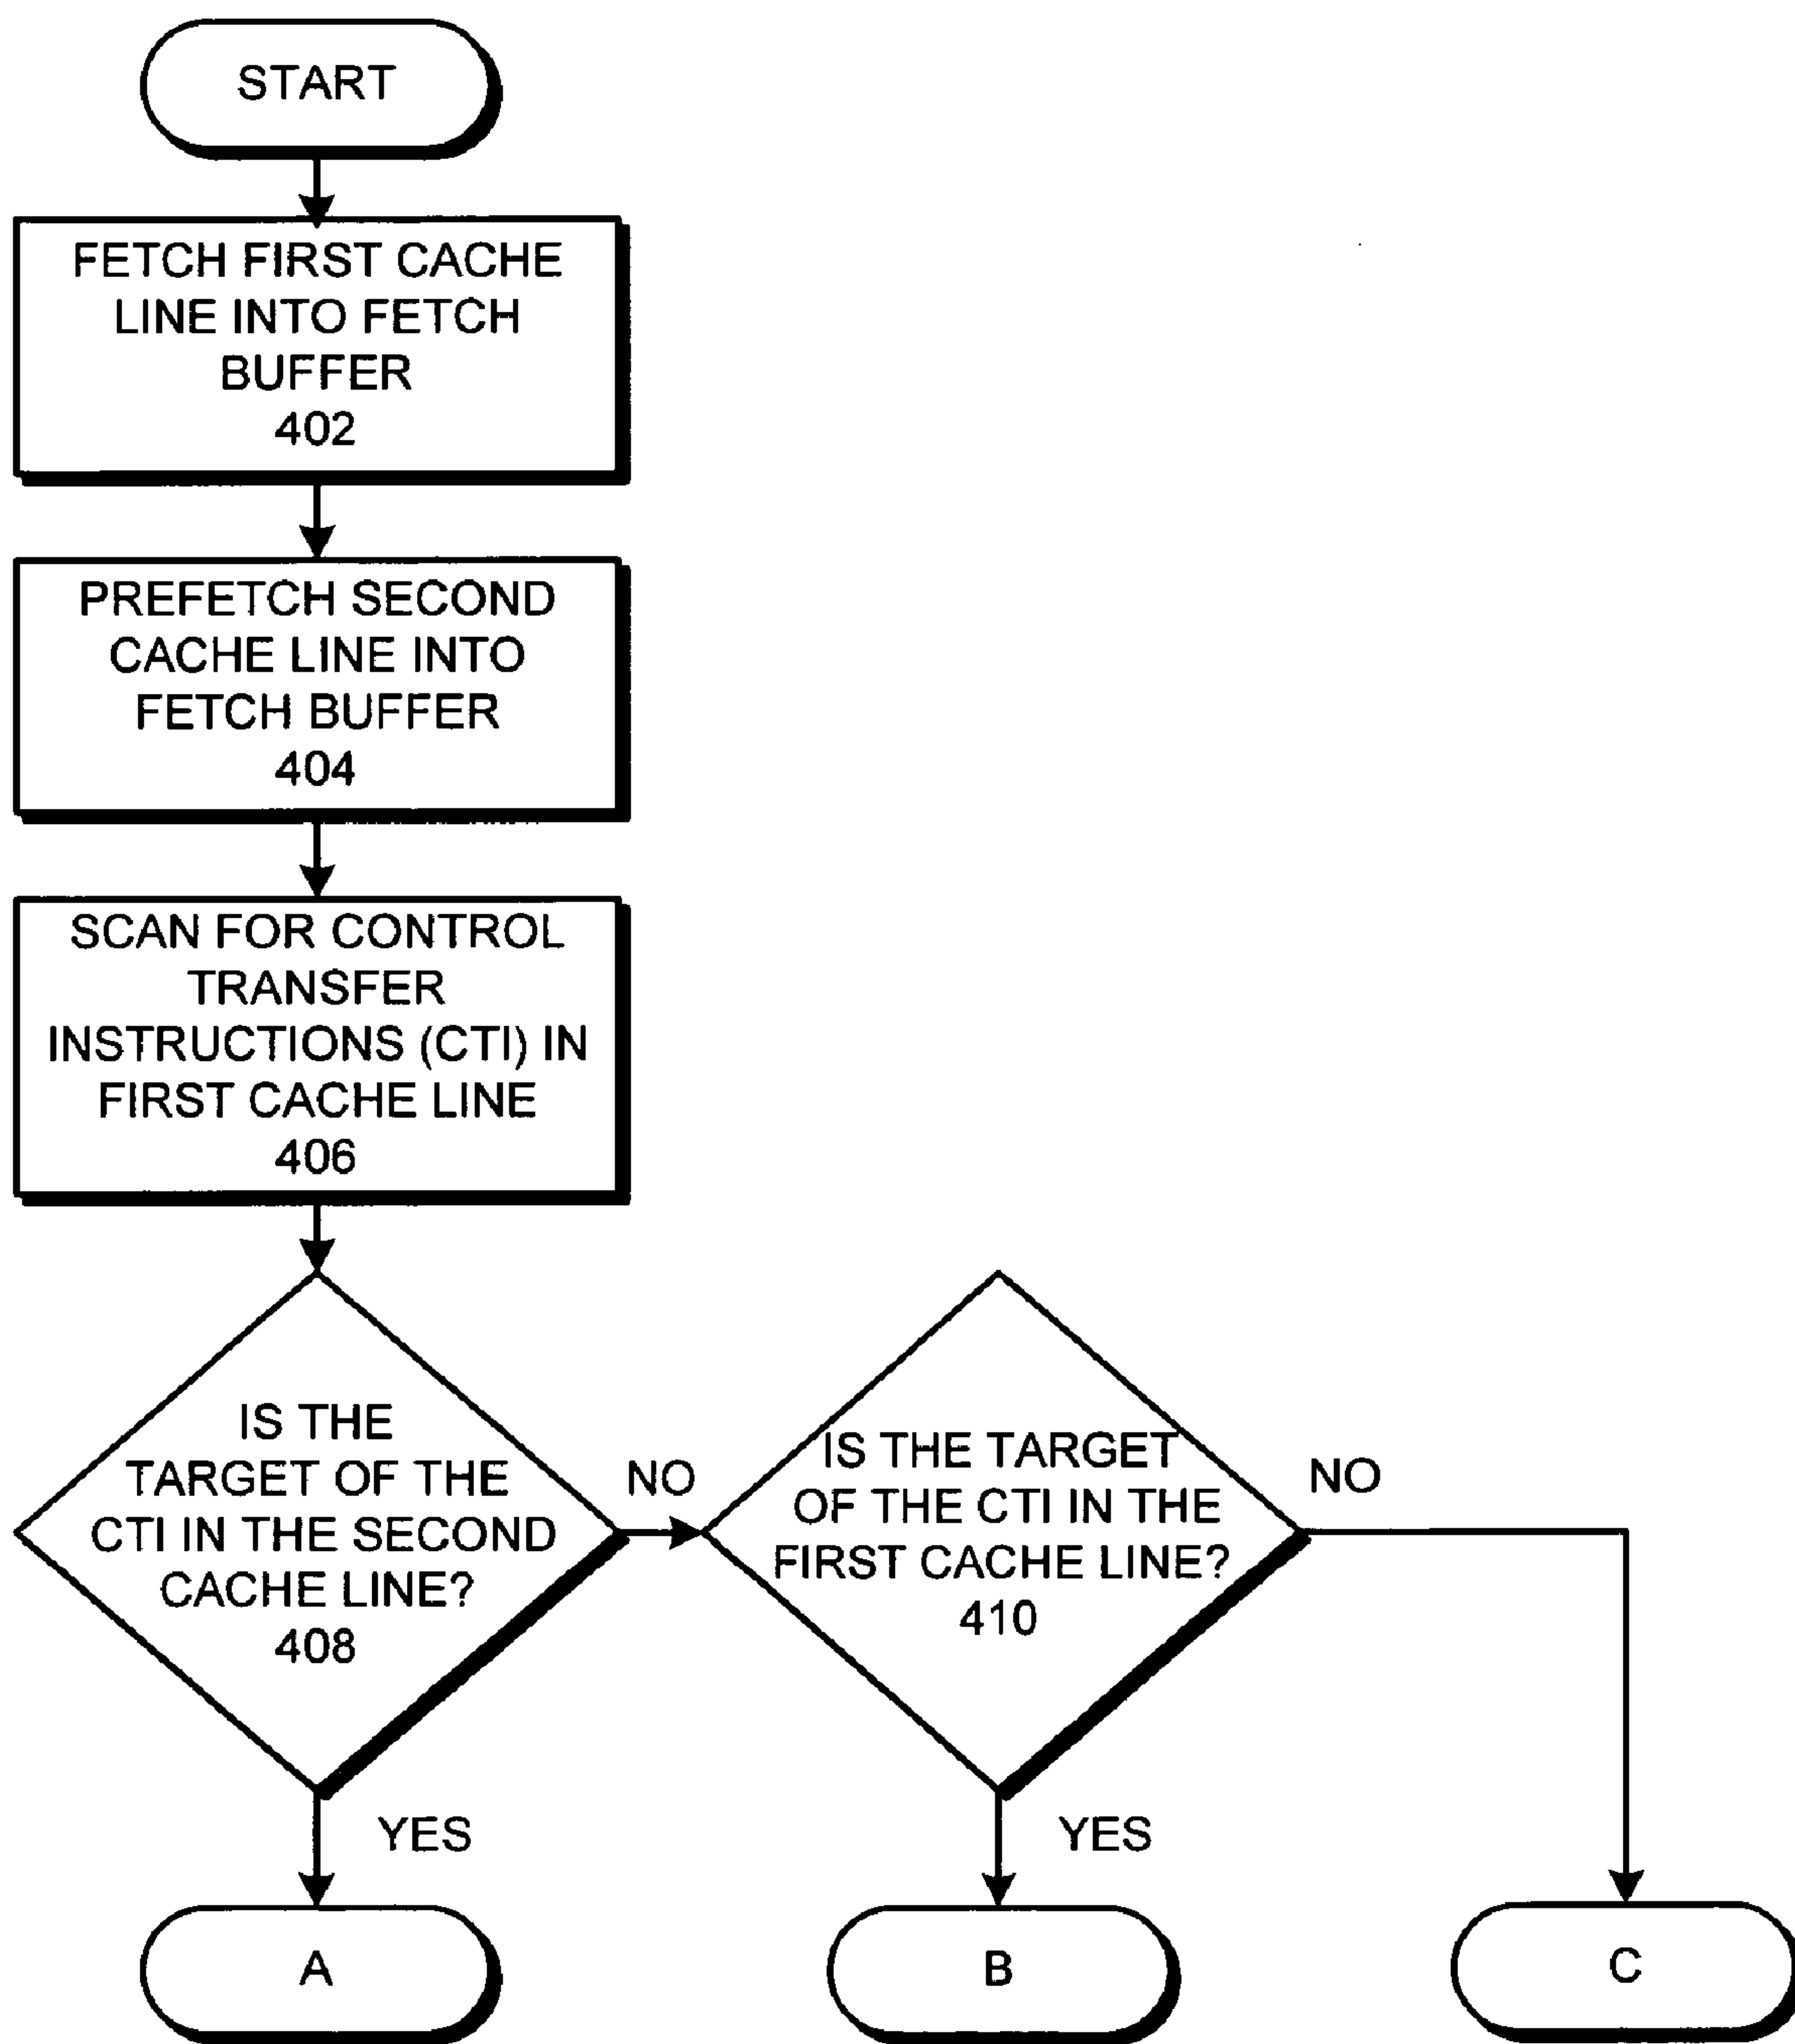 START
FETCH FIRST CACHE
LINE INTO FETCH
BUFFER
402
PREFETCH SECOND
CACHE LINE INTO
FETCH BUFFER
404
SCAN FOR CONTROL
TRANSFER
INSTRUCTIONS (CTI) IN
FIRST CACHE LINE
406
IS THE
TARGET OF THE
CTI IN THE SECOND
CACHE LINE?
408
NO
IS THE TARGET
OF THE CTI IN THE
FIRST CACHE LINE?
410
NO
YES
YES
A
B
C